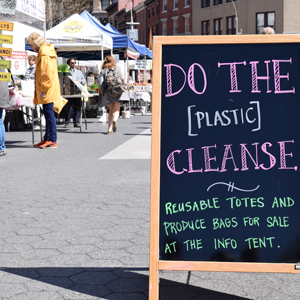 DO THE
[PLASTIC]
CLEANSE
REUSABLE TOTES AND
PRODUCE BAGS FOR SALE
AT THE INFO TENT.